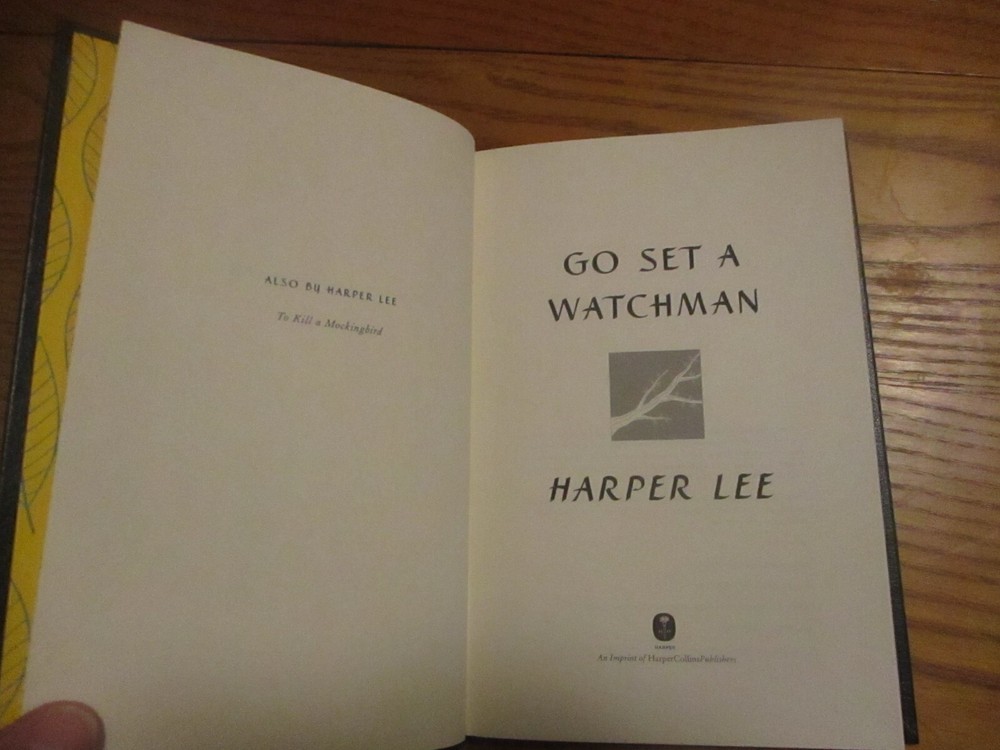 ALSO BY HARPER LEE
To Kill a Mockingbird
GO SET A
WATCHMAN
HARPER LEE
HARPER
An Imprint of HarperCollinsPublishers